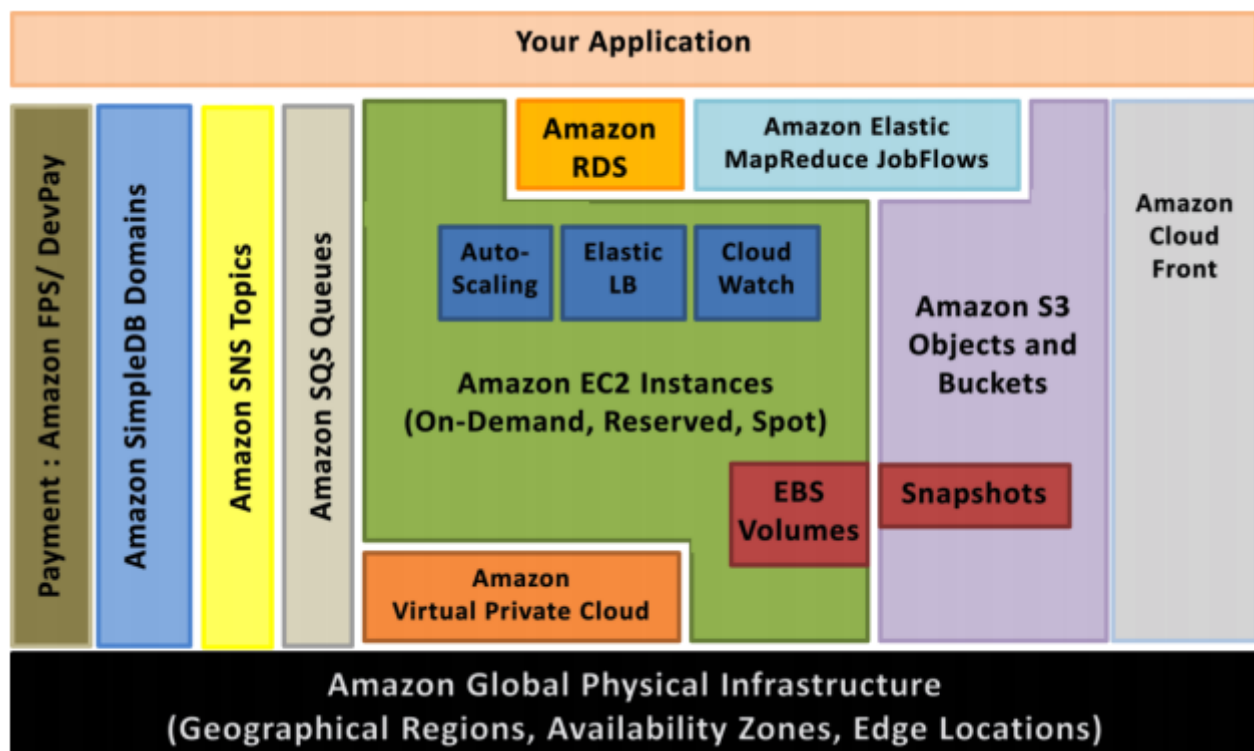 Your Application
Payment : Amazon FPS/ DevPay
Amazon SimpleDB Domains
Amazon SNS Topics
Amazon SQS Queues
Amazon
RDS
Amazon Elastic
MapReduce JobFlows
Auto-
Scaling
Elastic
LB
Cloud
Watch
Amazon EC2 Instances
(On-Demand, Reserved, Spot)
EBS
Volumes
Amazon
Virtual Private Cloud
Amazon S3
Objects and
Buckets
Snapshots
Amazon
Cloud
Front
Amazon Global Physical Infrastructure
(Geographical Regions, Availability Zones, Edge Locations)